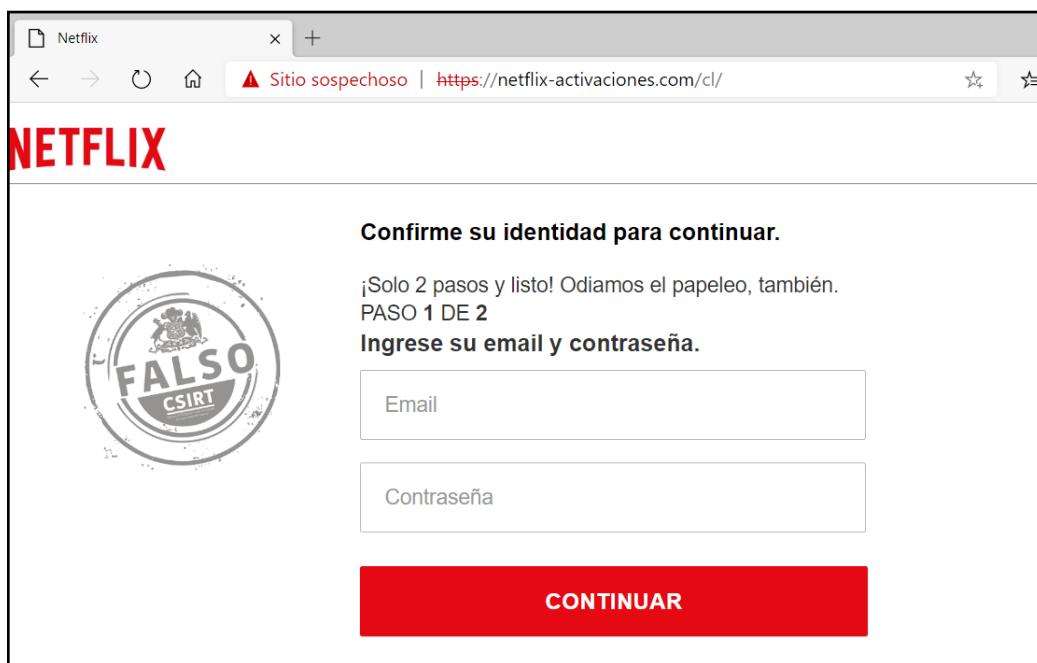 Netflix
Sitio sospechoso | https://netflix-activaciones.com/cl/
NETFLIX
Confirme su identidad para continuar.
¡Solo 2 pasos y listo! Odiamos el papeleo, también.
PASO 1 DE 2
Ingrese su email y contraseña.
FALSO
CSIRT
Email
Contraseña
CONTINUAR